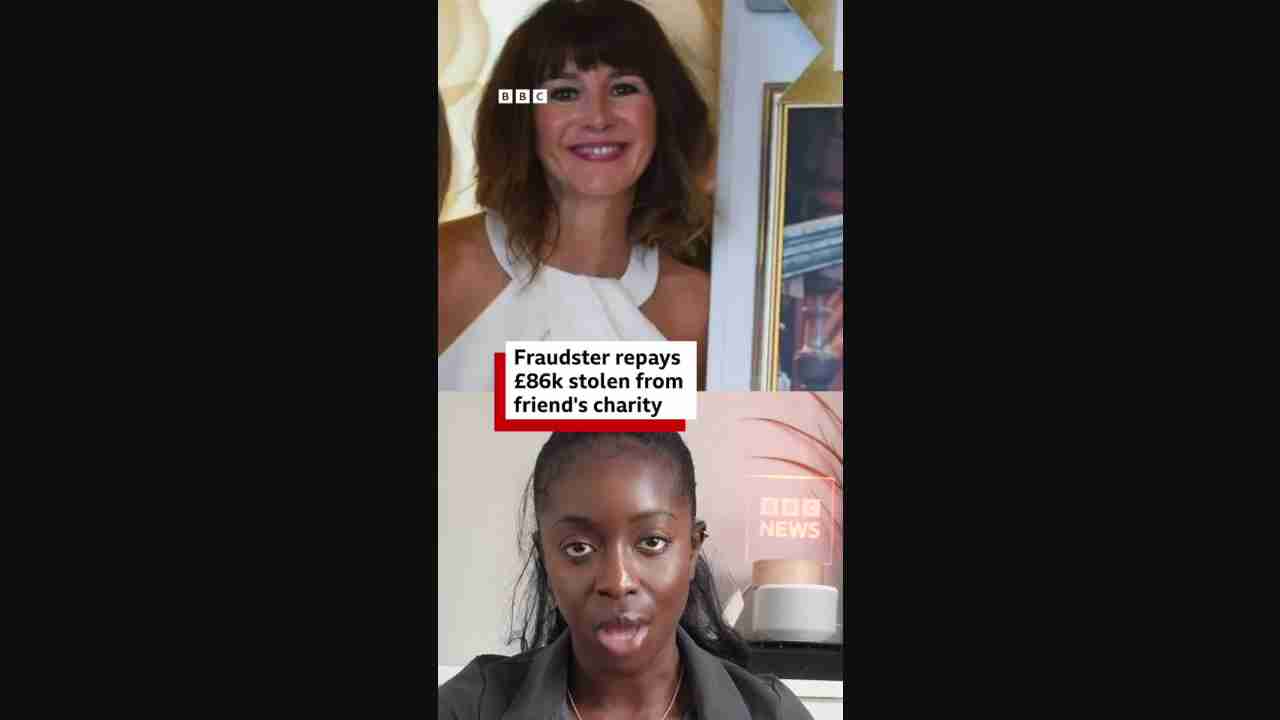 BBC
Fraudster repays
£86k stolen from
friend's charity
BBC
NEWS